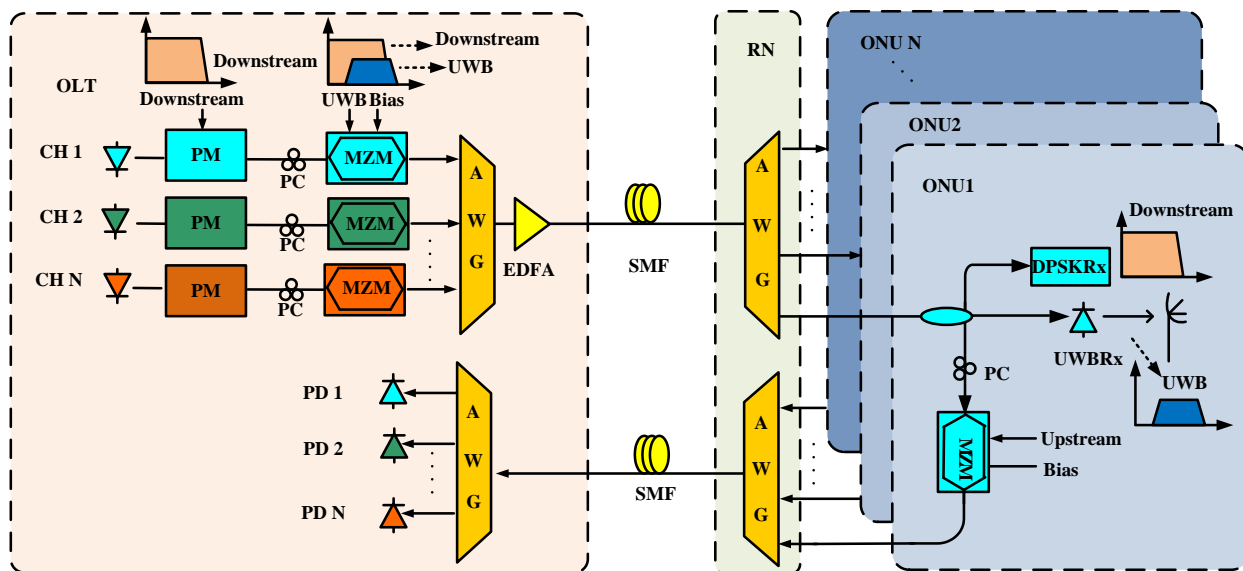 OLT
Downstream
Downstream
Downstream
UWB
UWB Bias
CH 1
PM
PC
MZM
CH 2
PM
PC
MZM
CH N
PM
PC
MZM
A
W
G
EDFA
SMF
RN
A
W
G
ONU N
ONU2
ONU1
Downstream
DPSKRx
UWBRx
UWB
PC
MZM
Upstream
Bias
PD 1
PD 2
PD N
A
W
G
SMF
A
W
G